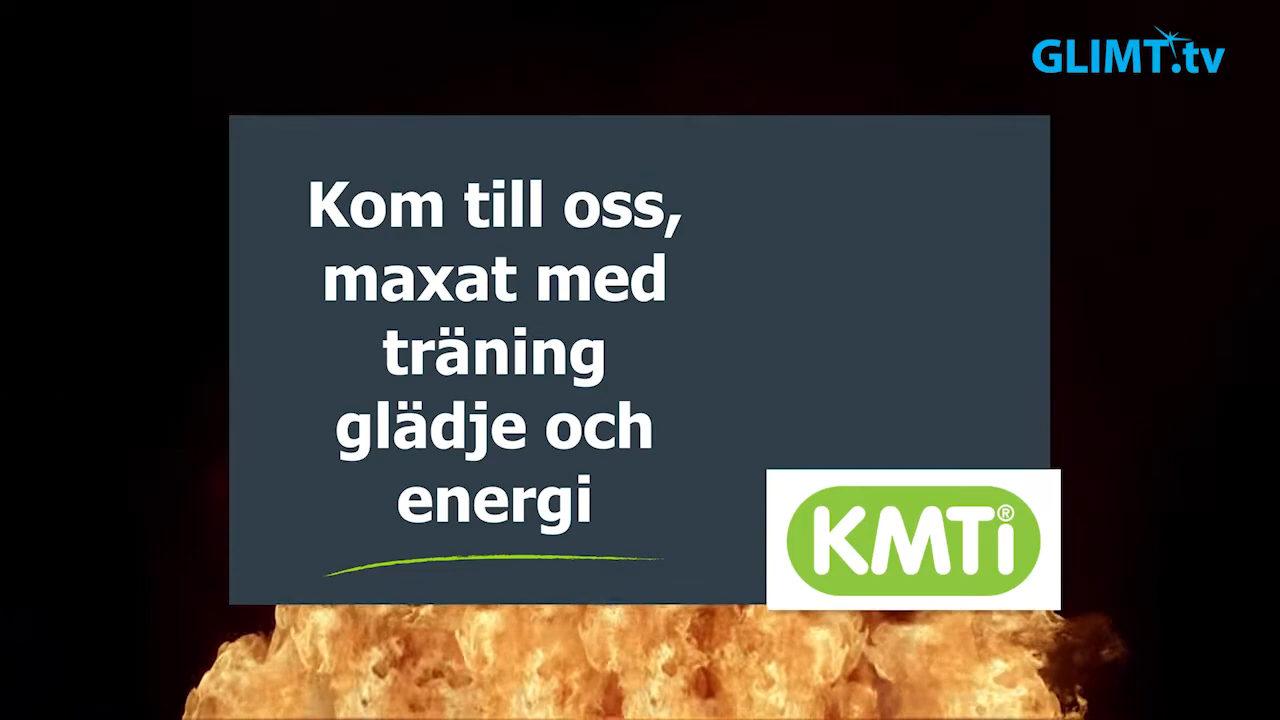 GLIMT.tv
Kom till oss,
maxat med
träning
glädje och
energi
KMTi®